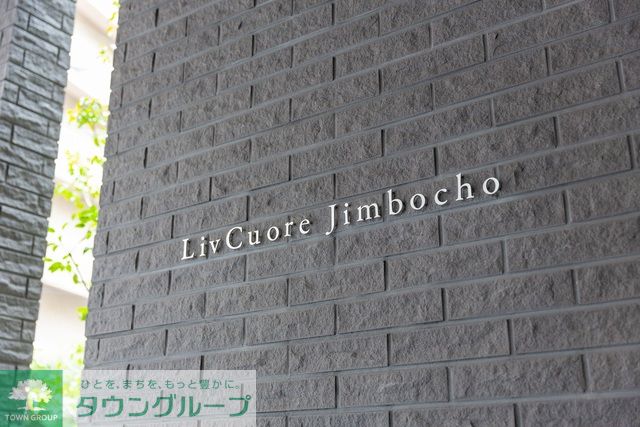 LivCuore Jimbocho
TOWN GROUP
ひとを、まちを、もっと豊かに。
タウングループ